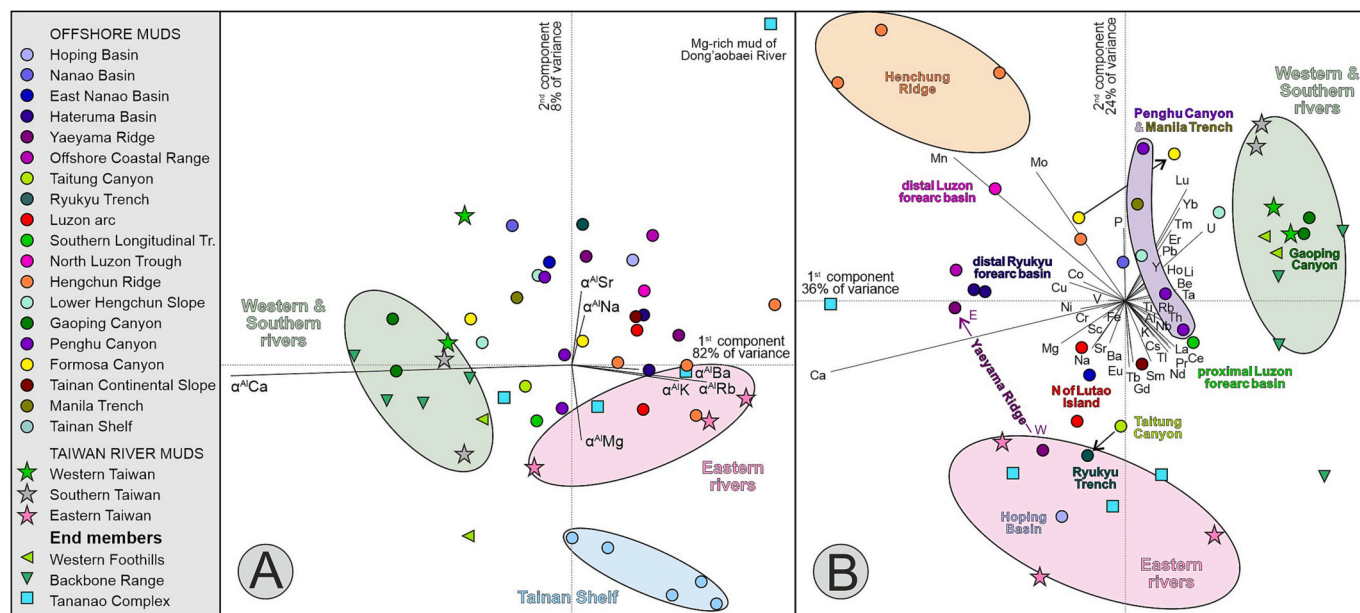 OFFSHORE MUDS
Hoping Basin
Nanao Basin
East Nanao Basin
Hateruma Basin
Yaeyama Ridge
Offshore Coastal Range
Taitung Canyon
Ryukyu Trench
Luzon arc
Southern Longitudinal Tr.
North Luzon Trough
Hengchun Ridge
Lower Hengchun Slope
Gaoping Canyon
Penghu Canyon
Formosa Canyon
Tainan Continental Slope
Manila Trench
Tainan Shelf
TAIWAN RIVER MUDS
Western Taiwan
Southern Taiwan
Eastern Taiwan
End members
Western Foothills
Backbone Range
Tananao Complex
2nd component
8% of variance
Mg-rich mud of
Dong'aobaei River
Western &
Southern
rivers
αAlSr
αAlNa
1st component
82% of variance
αAlCa
αAlBa
αAlK
αAlRb
αAlMg
Eastern
rivers
Tainan Shelf
A
2nd component
24% of variance
Henchung
Ridge
Western &
Southern
rivers
Penghu Canyon
& Manila Trench
Mn
Mo
distal Luzon
forearc basin
Lu
Yb
Tm
U
P
Er
Pb
Gaoping
Canyon
distal Ryukyu
forearc basin
Y
Ho
Li
Co
Be
1st component
36% of variance
Cu
Ta
V
Ni
Ti
Rb
E
Cr
Fe
Al
Th
Sc
K
Nb
Yaeyama Ridge
Mg
Na
Sr
Ba
Cs
La
Ce
Eu
Tl
Pr
Ca
Tb
Sm
Nd
Gd
proximal Luzon
forearc basin
N of Lutao
Island
Taitung
Canyon
W
Ryukyu
Trench
Hoping
Basin
Eastern
rivers
B